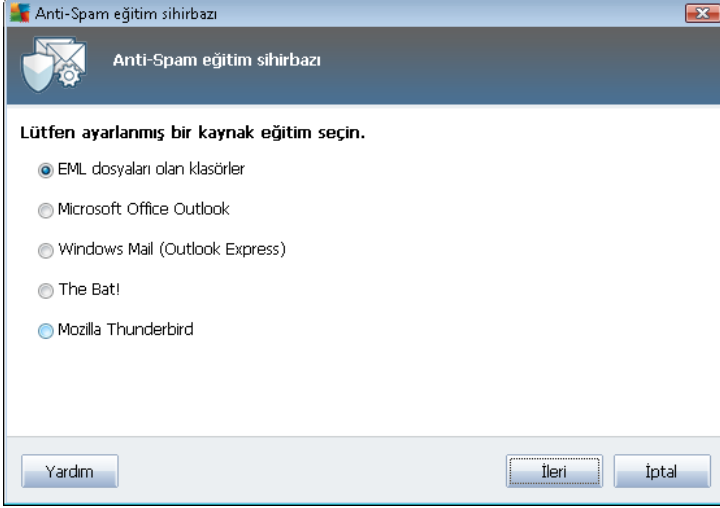 Anti-Spam eğitim sihirbazı
Anti-Spam eğitim sihirbazı
Lütfen ayarlanmış bir kaynak eğitim seçin.
EML dosyaları olan klasörler
Microsoft Office Outlook
Windows Mail (Outlook Express)
The Bat!
Mozilla Thunderbird
Yardım
İleri
İptal